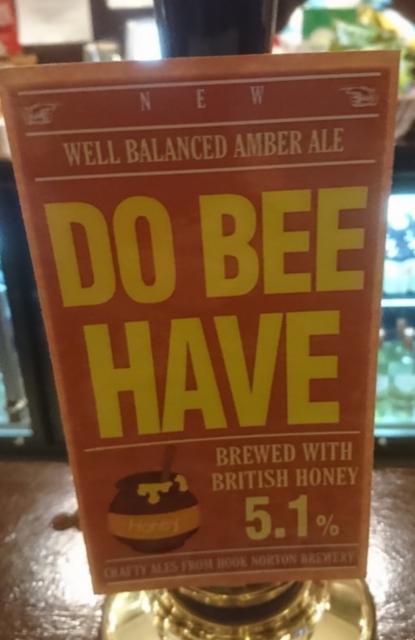 NEW
WELL BALANCED AMBER ALE
DO BEE
HAVE
BREWED WITH
BRITISH HONEY
5.1%
Honey
CRAFTY ALES FROM HOOK NORTON BREWERY